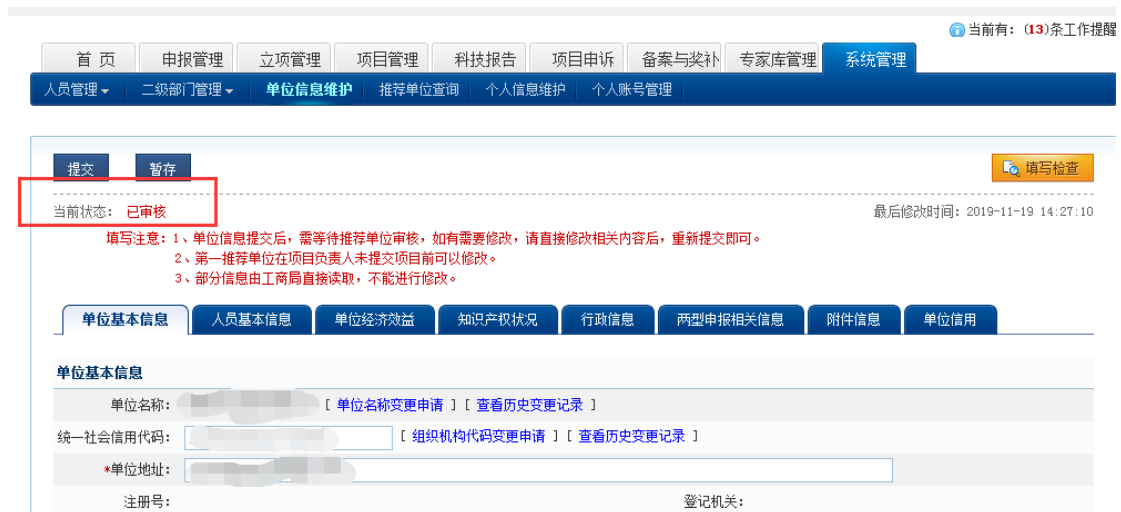 当前有: (13)条工作提醒
首 页 申报管理 立项管理 项目管理 科技报告 项目申诉 备案与奖补 专家库管理 系统管理
人员管理 二级部门管理 单位信息维护 推荐单位查询 个人信息维护 个人账号管理
提交 暂存 填写检查
当前状态: 已审核 最后修改时间: 2019-11-19 14:27:10
填写注意: 1、单位信息提交后，需等待推荐单位审核，如有需要修改，请直接修改相关内容后，重新提交即可。
2、第一推荐单位在项目负责人未提交项目前可以修改。
3、部分信息由工商局直接读取，不能进行修改。
单位基本信息 人员基本信息 单位经济效益 知识产权状况 行政信息 两型申报相关信息 附件信息 单位信用
单位基本信息
单位名称: [ 单位名称变更申请 ] [ 查看历史变更记录 ]
统一社会信用代码: [ 组织机构代码变更申请 ] [ 查看历史变更记录 ]
*单位地址:
注册号: 登记机关: